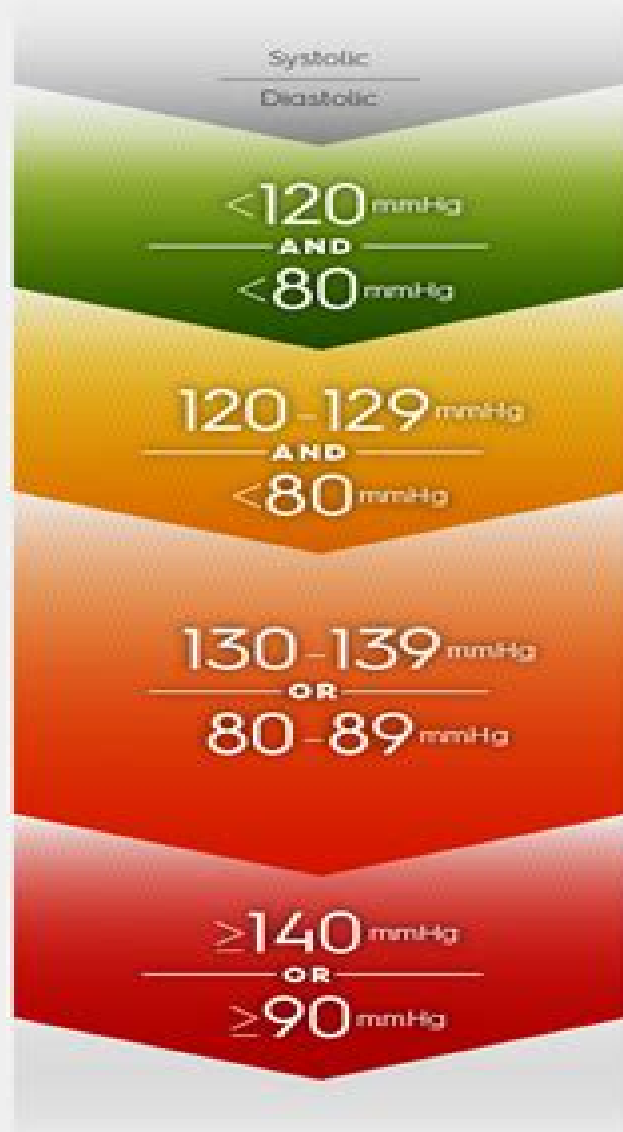 Systolic
Diastolic
<120 mmHg
AND
<80 mmHg
120-129 mmHg
AND
<80 mmHg
130-139 mmHg
OR
80-89 mmHg
≥140 mmHg
OR
≥90 mmHg